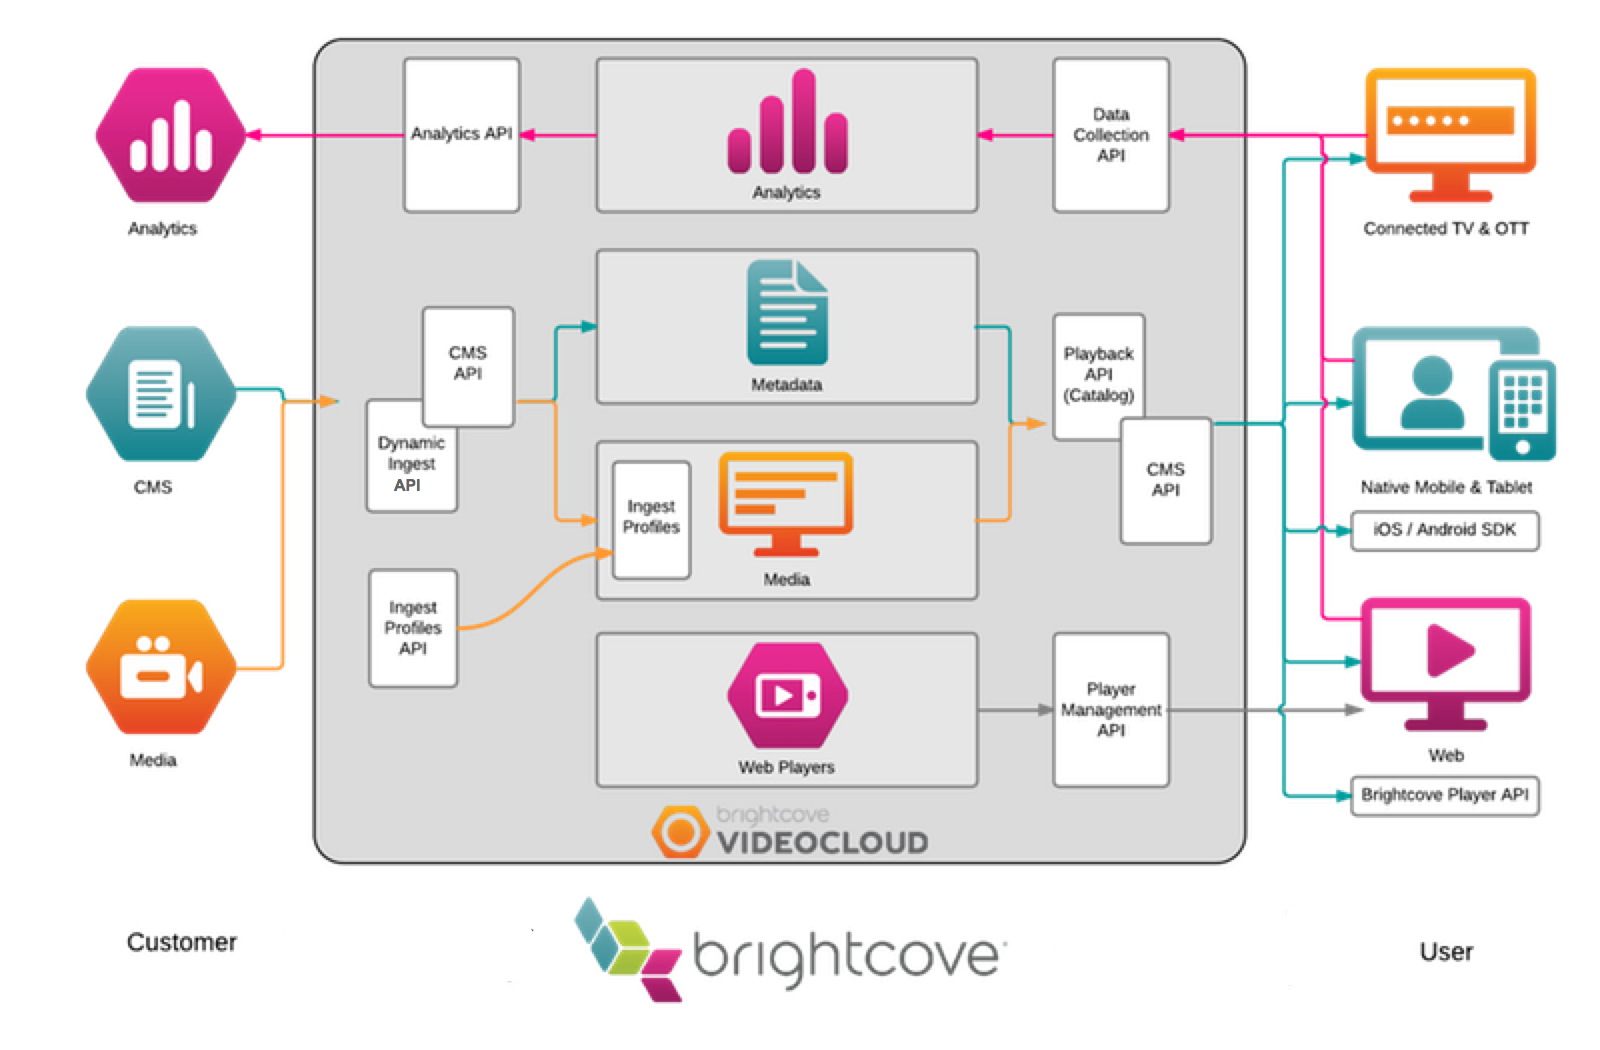 Analytics API
Analytics
Data
Collection
API
Analytics
Connected TV & OTT
CMS
API
Metadata
Playback
API
(Catalog)
Dynamic
Ingest
API
CMS
API
CMS
Native Mobile & Tablet
iOS / Android SDK
Ingest
Profiles
Media
Ingest
Profiles
API
Player
Management
API
Web Players
Media
Web
Brightcove Player API
brightcove
VIDEOCLOUD
Customer
brightcove
User